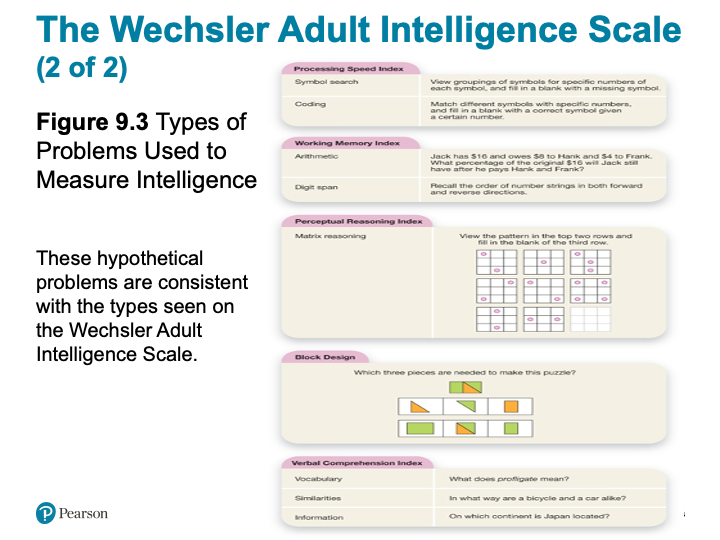 The Wechsler Adult Intelligence Scale
(2 of 2)
Figure 9.3 Types of
Problems Used to
Measure Intelligence
These hypothetical
problems are consistent
with the types seen on
the Wechsler Adult
Intelligence Scale.
Processing Speed Index
Symbol search
View groupings of symbols for specific numbers of
each symbol, and fill in a blank with a missing symbol.
Coding
Match different symbols with specific numbers,
and fill in a blank with a correct symbol given
a certain number.
Working Memory Index
Arithmetic
Jack has $16 and owes $8 to Hank and $4 to Frank.
What percentage of the original $16 will Jack still
have after he pays Hank and Frank?
Digit span
Recall the order of number strings in both forward
and reverse directions.
Perceptual Reasoning Index
Matrix reasoning
View the pattern in the top two rows and
fill in the blank of the third row.
Block Design
Which three pieces are needed to make this puzzle?
Verbal Comprehension Index
Vocabulary
What does profligate mean?
Similarities
In what way are a bicycle and a car alike?
Information
On which continent is Japan located?
P Pearson